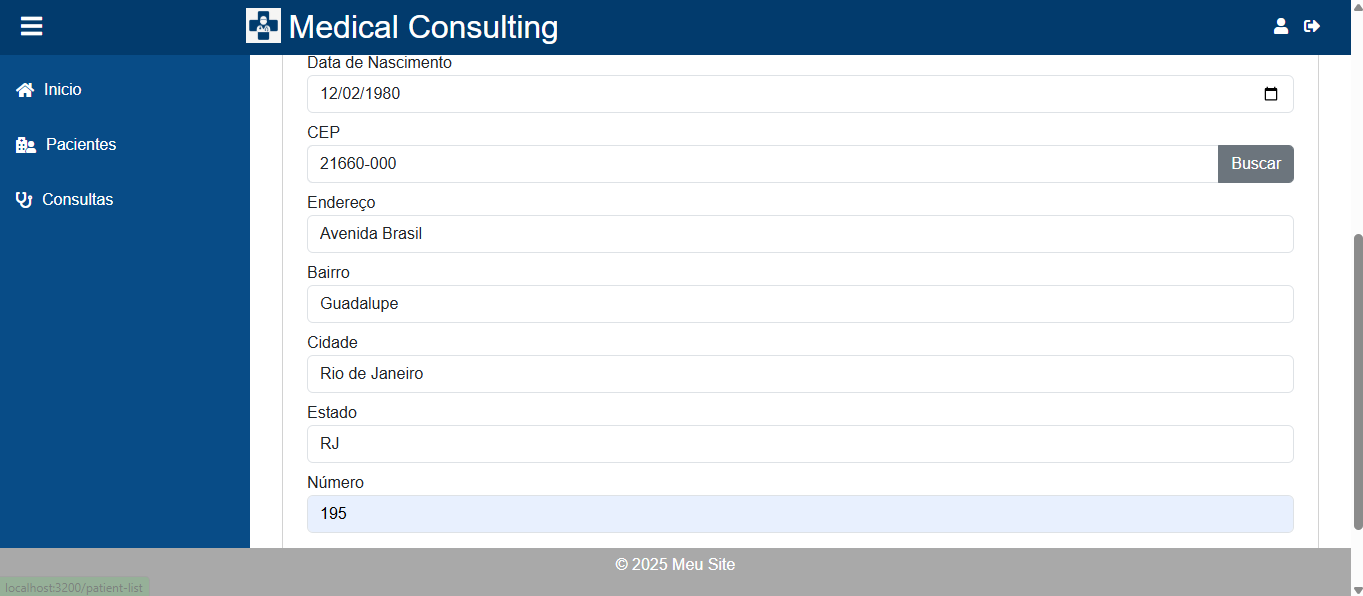 Medical Consulting
Inicio
Pacientes
Consultas
Data de Nascimento
12/02/1980
CEP
21660-000
Buscar
Endereço
Avenida Brasil
Bairro
Guadalupe
Cidade
Rio de Janeiro
Estado
RJ
Número
195
© 2025 Meu Site
localhost:3200/patient-list